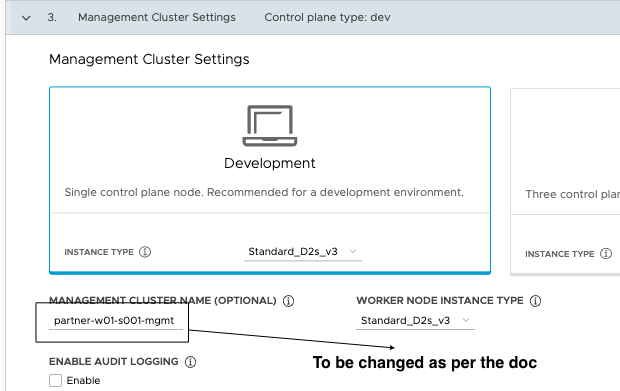 3. Management Cluster Settings Control plane type: dev
Management Cluster Settings
Development
Single control plane node. Recommended for a development environment.
Three control plan
INSTANCE TYPE Standard_D2s_v3
INSTANCE TYPE
MANAGEMENT CLUSTER NAME (OPTIONAL) WORKER NODE INSTANCE TYPE
partner-w01-s001-mgmt Standard_D2s_v3
ENABLE AUDIT LOGGING
To be changed as per the doc
Enable